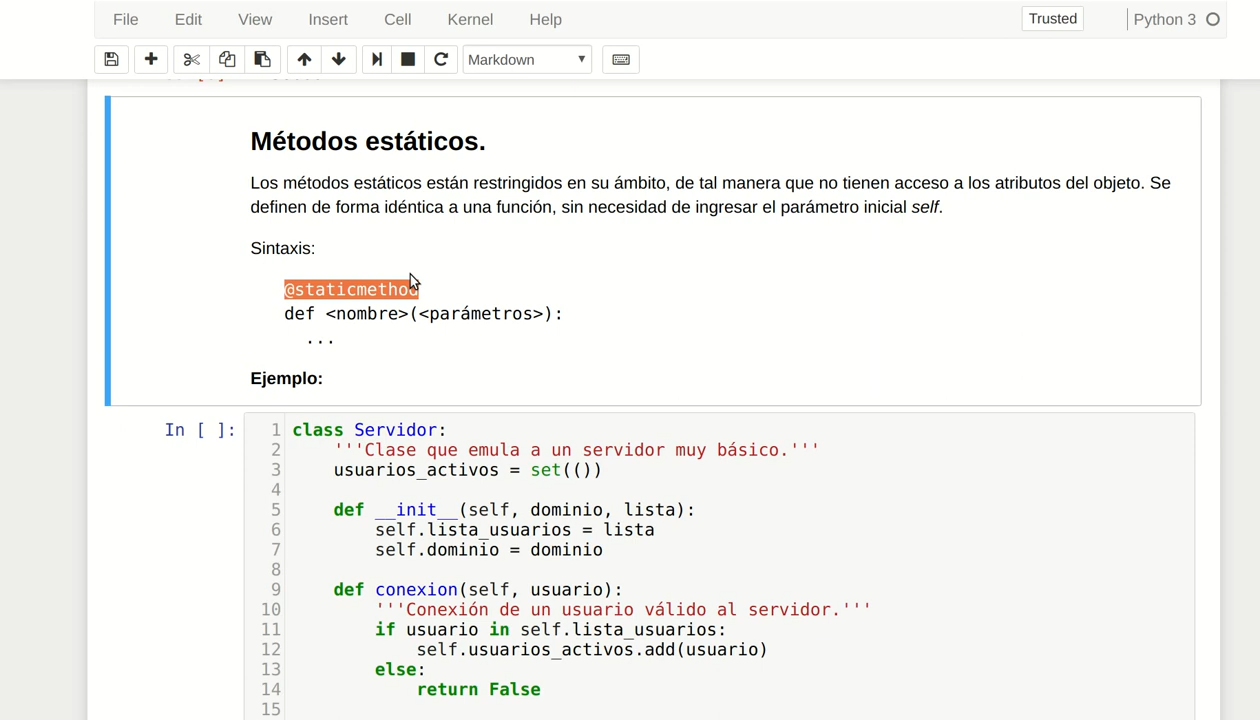 File Edit View Insert Cell Kernel Help Trusted Python 3
Markdown
Métodos estáticos.
Los métodos estáticos están restringidos en su ámbito, de tal manera que no tienen acceso a los atributos del objeto. Se
definen de forma idéntica a una función, sin necesidad de ingresar el parámetro inicial self.
Sintaxis:
@staticmethod
def <nombre>(<parámetros>):
...
Ejemplo:
In [ ]: 1 class Servidor:
2 '''Clase que emula a un servidor muy básico.'''
3 usuarios_activos = set(())
4
5 def __init__(self, dominio, lista):
6 self.lista_usuarios = lista
7 self.dominio = dominio
8
9 def conexion(self, usuario):
10 '''Conexión de un usuario válido al servidor.'''
11 if usuario in self.lista_usuarios:
12 self.usuarios_activos.add(usuario)
13 else:
14 return False
15